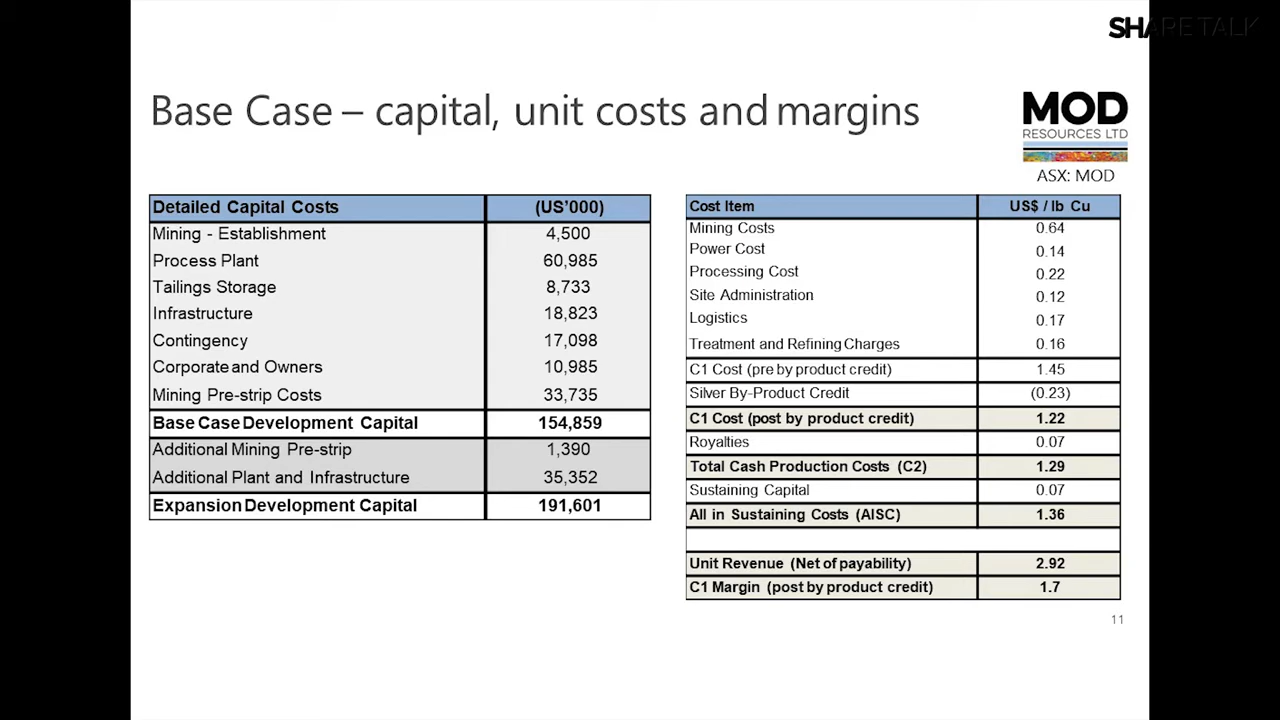 SHARE TALK
Base Case – capital, unit costs and margins
MOD
RESOURCES LTD
ASX: MOD
Detailed Capital Costs (US'000)
Mining - Establishment 4,500
Process Plant 60,985
Tailings Storage 8,733
Infrastructure 18,823
Contingency 17,098
Corporate and Owners 10,985
Mining Pre-strip Costs 33,735
Base Case Development Capital 154,859
Additional Mining Pre-strip 1,390
Additional Plant and Infrastructure 35,352
Expansion Development Capital 191,601
Cost Item US$ / lb Cu
Mining Costs 0.64
Power Cost 0.14
Processing Cost 0.22
Site Administration 0.12
Logistics 0.17
Treatment and Refining Charges 0.16
C1 Cost (pre by product credit) 1.45
Silver By-Product Credit (0.23)
C1 Cost (post by product credit) 1.22
Royalties 0.07
Total Cash Production Costs (C2) 1.29
Sustaining Capital 0.07
All in Sustaining Costs (AISC) 1.36
Unit Revenue (Net of payability) 2.92
C1 Margin (post by product credit) 1.7
11